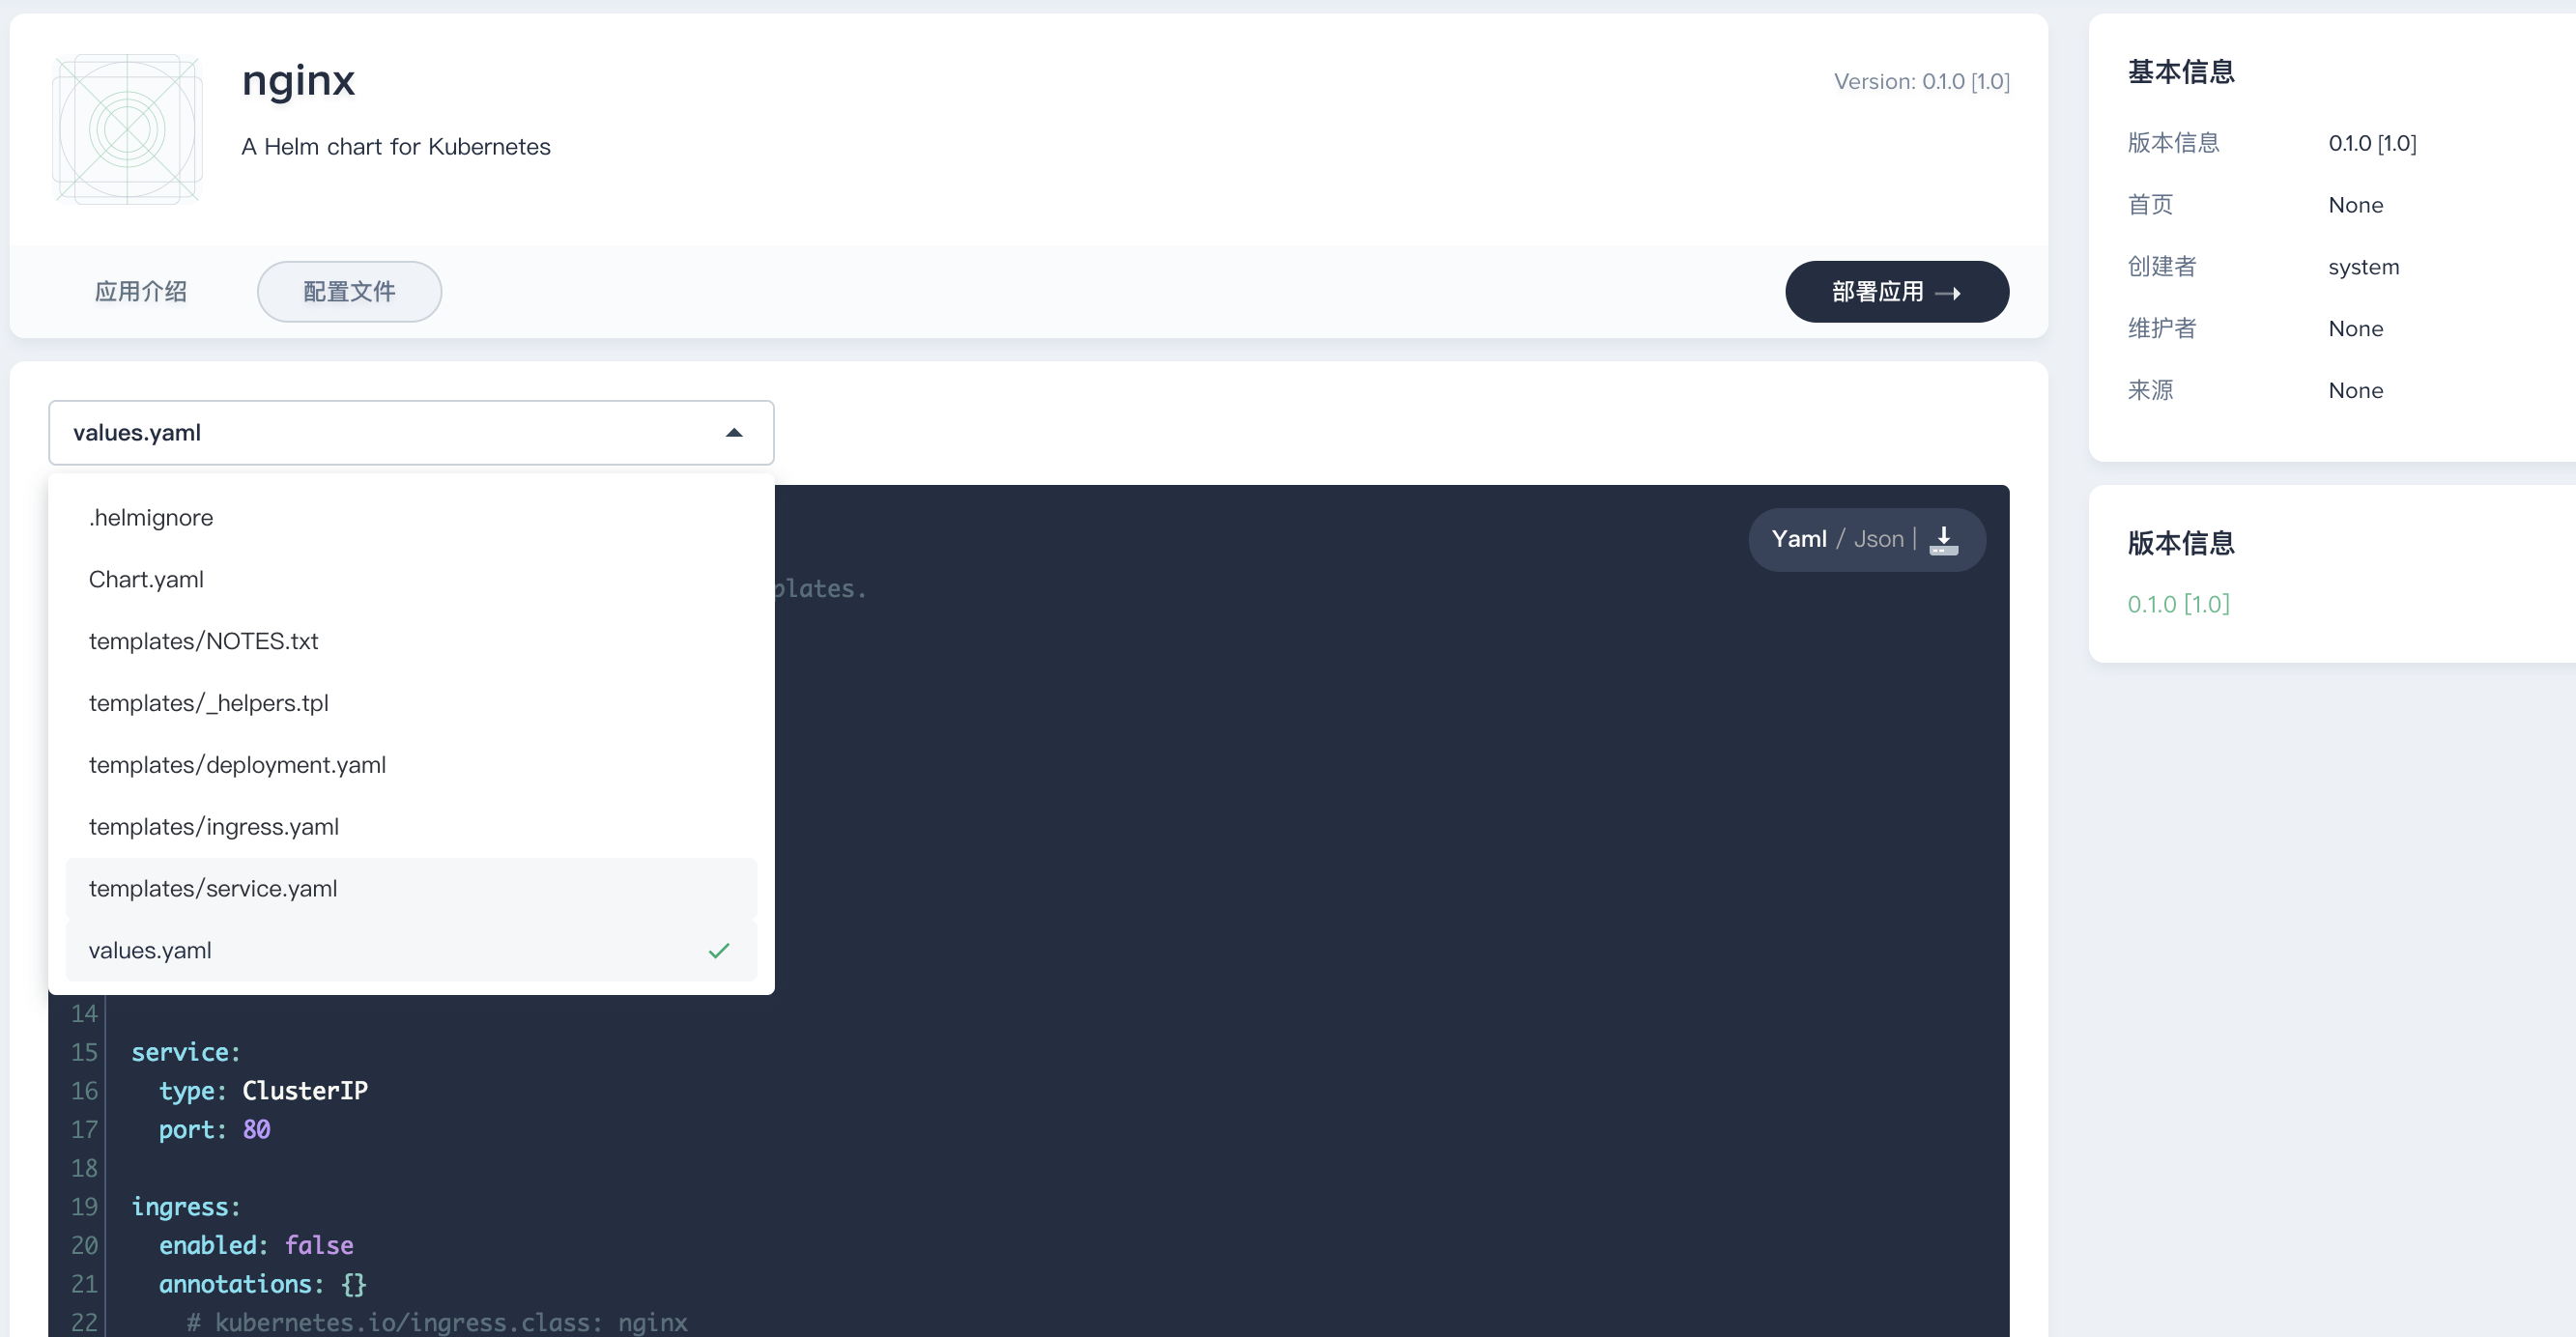 nginx
Version: 0.1.0 [1.0]
A Helm chart for Kubernetes
应用介绍
配置文件
部署应用
values.yaml
.helmignore
Chart.yaml
templates/NOTES.txt
templates/_helpers.tpl
templates/deployment.yaml
templates/ingress.yaml
templates/service.yaml
values.yaml
Yaml / Json |
14
15 service:
16 type: ClusterIP
17 port: 80
18
19 ingress:
20 enabled: false
21 annotations: {}
22 # kubernetes.io/ingress.class: nginx
基本信息
版本信息 0.1.0 [1.0]
首页 None
创建者 system
维护者 None
来源 None
版本信息
0.1.0 [1.0]